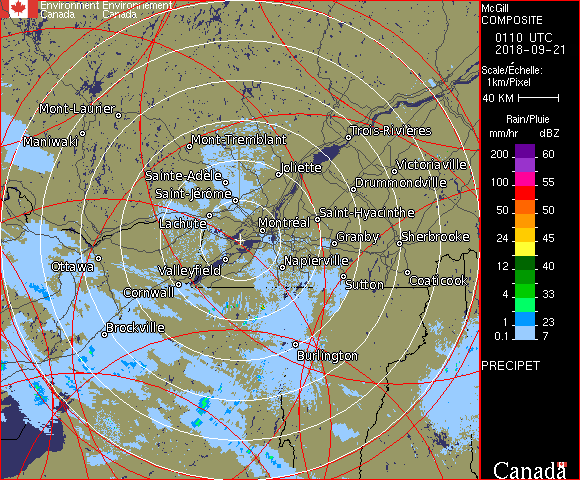 Environment Environnement
Canada Canada
McGill
COMPOSITE
0110 UTC
2018-09-21
Scale/Échelle:
1km/Pixel
40 KM
Rain/Pluie
mm/hr dBZ
200 60
100 55
50 50
24 45
12 40
4 33
1 23
0.1 7
PRECIPET
Canada
Mont-Laurier
Maniwaki
Mont-Tremblant
Trois-Rivières
Joliette
Victoriaville
Sainte-Adèle
Drummondville
Saint-Jérôme
Lachute
Saint-Hyacinthe
Montréal
Granby
Sherbrooke
Ottawa
Valleyfield
Napierville
Cornwall
Sutton
Coaticook
Brockville
Burlington